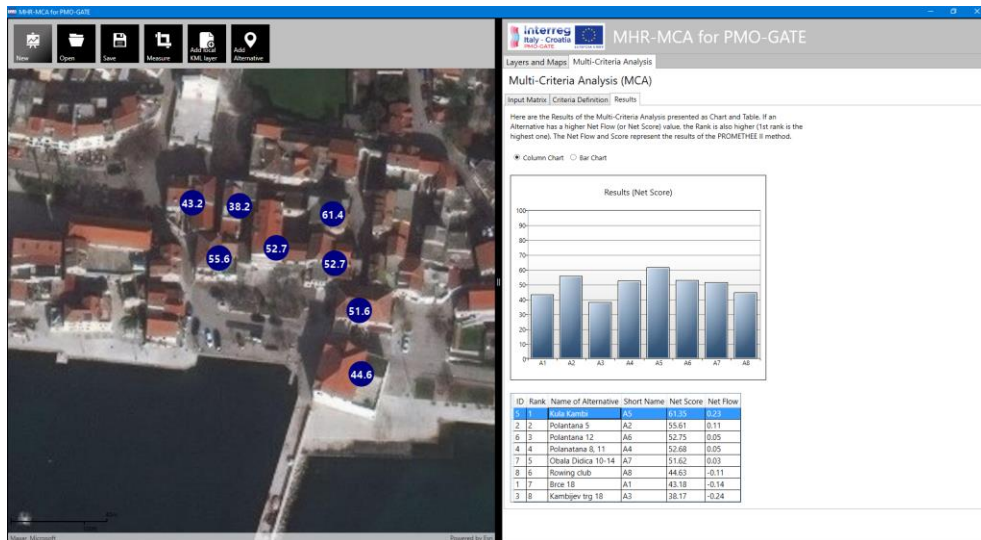 MHR-MCA for PMO-GATE
New
Open
Save
Measure
Add local KML layer
Add Alternative
43.2
38.2
61.4
55.6
52.7
52.7
51.6
44.6
Maxar, Microsoft
Powered by Esri
Interreg
Italy - Croatia
PMO-GATE
EUROPEAN UNION
MHR-MCA for PMO-GATE
Layers and Maps Multi-Criteria Analysis
Multi-Criteria Analysis (MCA)
Input Matrix Criteria Definition Results
Here are the Results of the Multi-Criteria Analysis presented as Chart and Table. If an
Alternative has a higher Net Flow (or Net Score) value, the Rank is also higher (1st rank is the
highest one). The Net Flow and Score represent the results of the PROMETHEE II method.
Column Chart Bar Chart
Results (Net Score)
100
90
80
70
60
50
40
30
20
10
0
A1 A2 A3 A4 A5 A6 A7 A8
ID Rank Name of Alternative Short Name Net Score Net Flow
5 1 Kula Kambi A5 61.35 0.23
2 2 Polantana 5 A2 55.61 0.11
6 3 Polantana 12 A6 52.75 0.05
4 4 Polanatana 8, 11 A4 52.68 0.05
7 5 Obala Didica 10-14 A7 51.62 0.03
8 6 Rowing club A8 44.63 -0.11
1 7 Brce 18 A1 43.18 -0.14
3 8 Kambijev trg 18 A3 38.17 -0.24